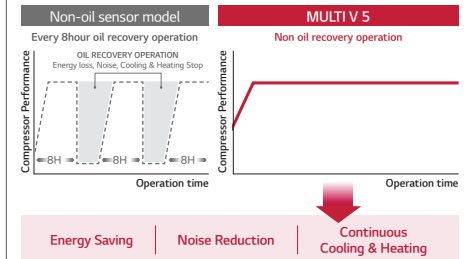 Non-oil sensor model
Every 8hour oil recovery operation
OIL RECOVERY OPERATION
Energy loss, Noise, Cooling & Heating Stop
Compressor Performance
8H
8H
8H
Operation time
MULTI V 5
Non oil recovery operation
Compressor Performance
Operation time
Energy Saving
Noise Reduction
Continuous
Cooling & Heating